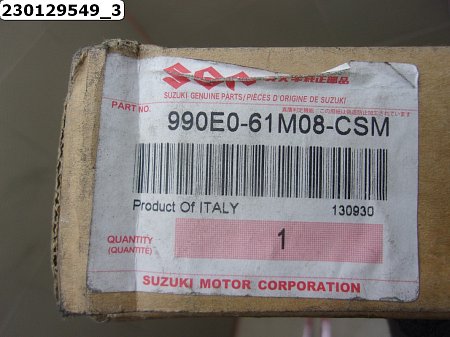 230129549_3
SUZUKI GENUINE PARTS/PIÈCES D'ORIGINE DE SUZUKI
PART NO.
990E0-61M08-CSM
Product Of ITALY
130930
QUANTITY
(QUANTITÉ)
1
SUZUKI MOTOR CORPORATION